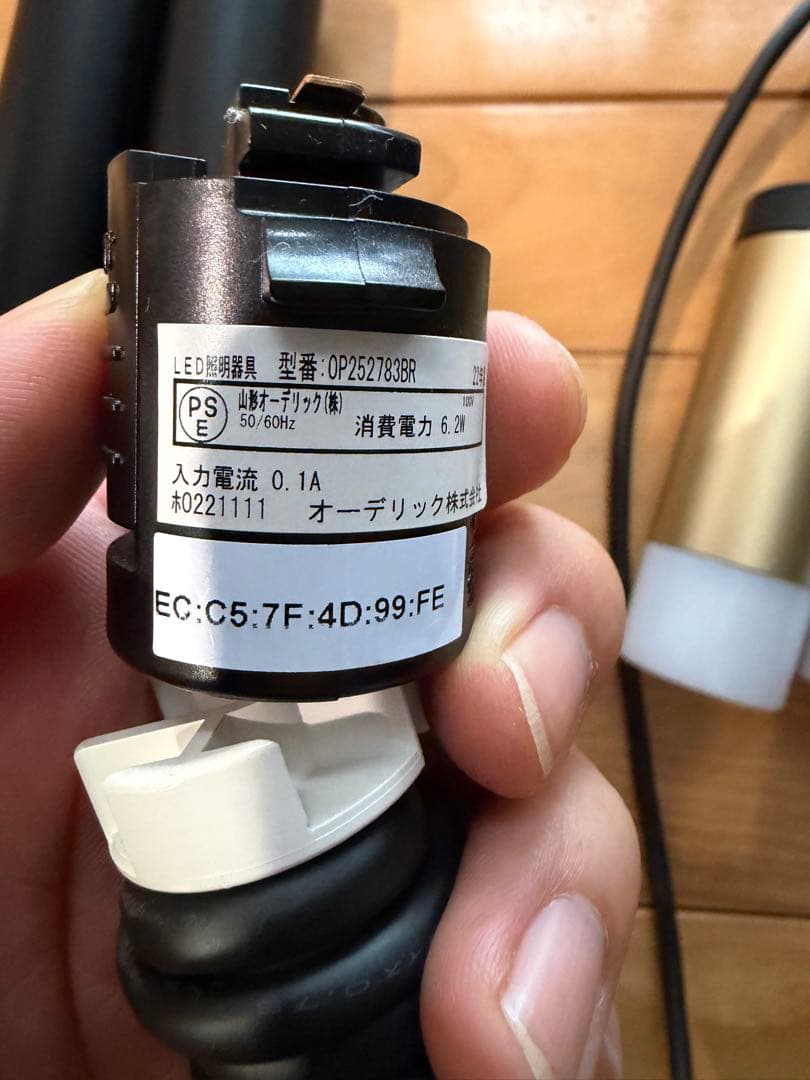 LED照明器具 型番:OP252783BR 22年
PS
E
山形オーデリック(株)
50/60Hz
100V
消費電力 6.2W
入力電流 0.1A
ホ0221111 オーデリック株式会社
EC:C5:7F:4D:99:FE